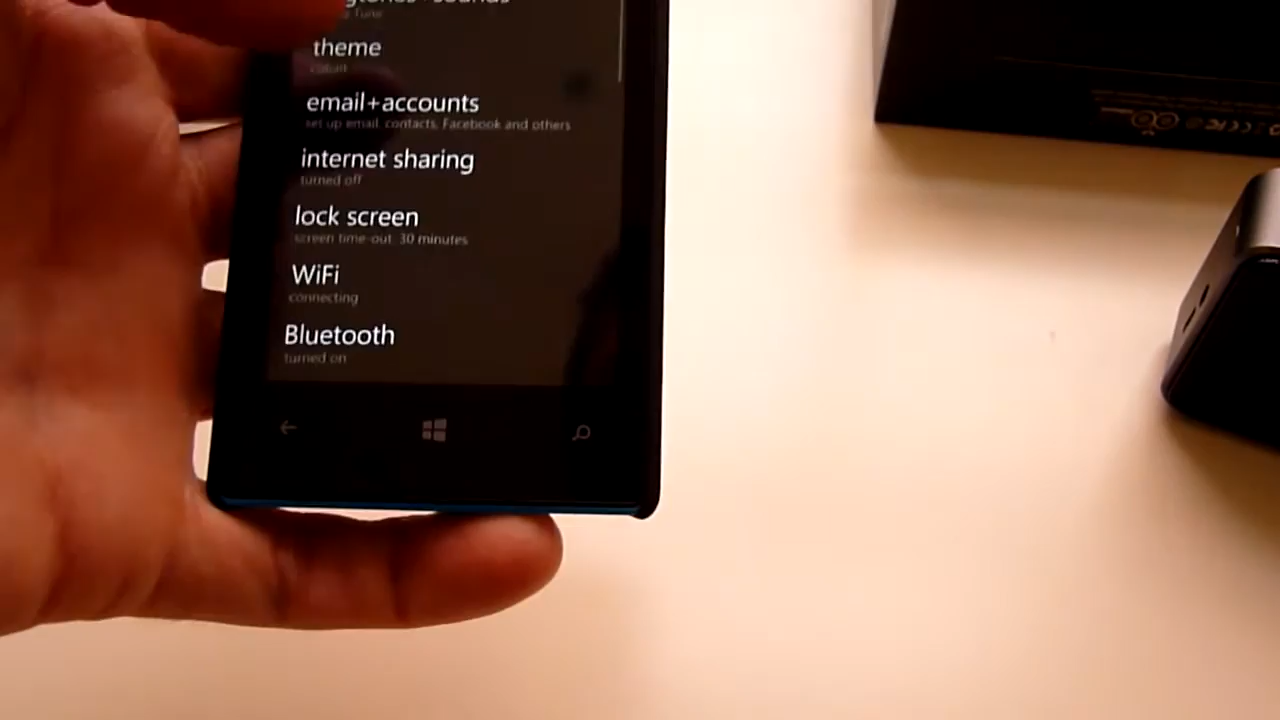 theme
cobalt
email+accounts
set up email, contacts, Facebook and others
internet sharing
turned off
lock screen
screen time-out: 30 minutes
WiFi
connecting
Bluetooth
turned on